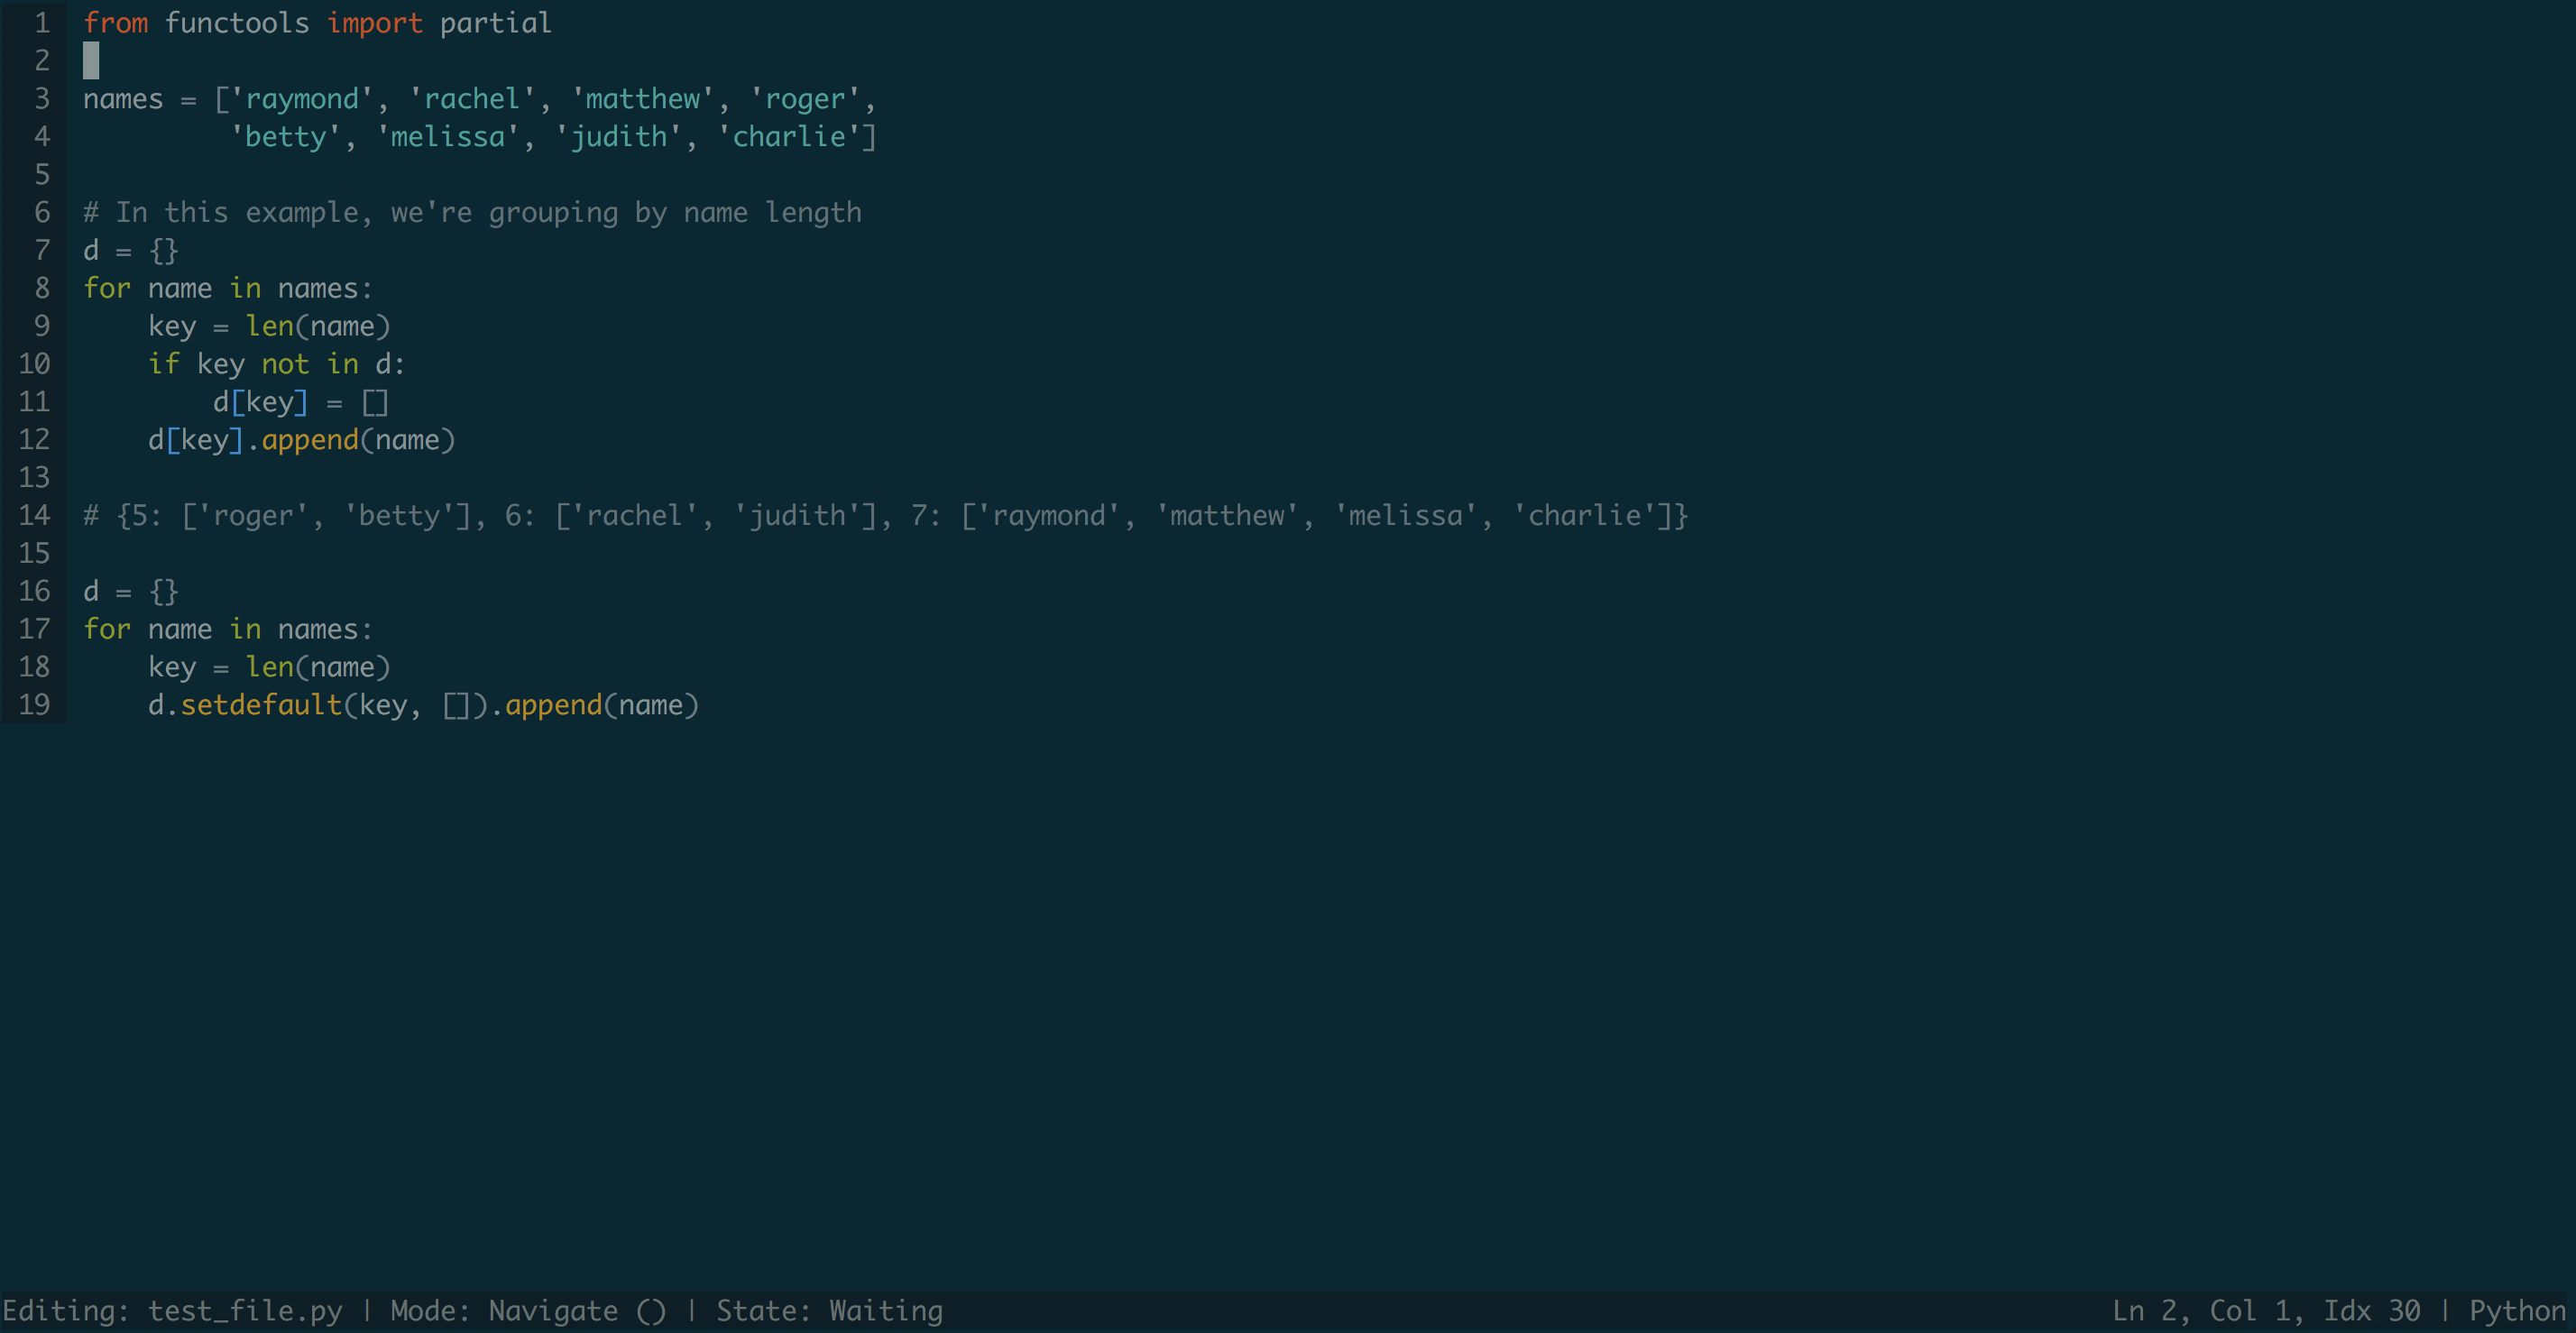 1 from functools import partial
2
3 names = ['raymond', 'rachel', 'matthew', 'roger',
4          'betty', 'melissa', 'judith', 'charlie']
5
6 # In this example, we're grouping by name length
7 d = {}
8 for name in names:
9     key = len(name)
10     if key not in d:
11         d[key] = []
12     d[key].append(name)
13
14 # {5: ['roger', 'betty'], 6: ['rachel', 'judith'], 7: ['raymond', 'matthew', 'melissa', 'charlie']}
15
16 d = {}
17 for name in names:
18     key = len(name)
19     d.setdefault(key, []).append(name)
Editing: test_file.py | Mode: Navigate () | State: Waiting Ln 2, Col 1, Idx 30 | Python